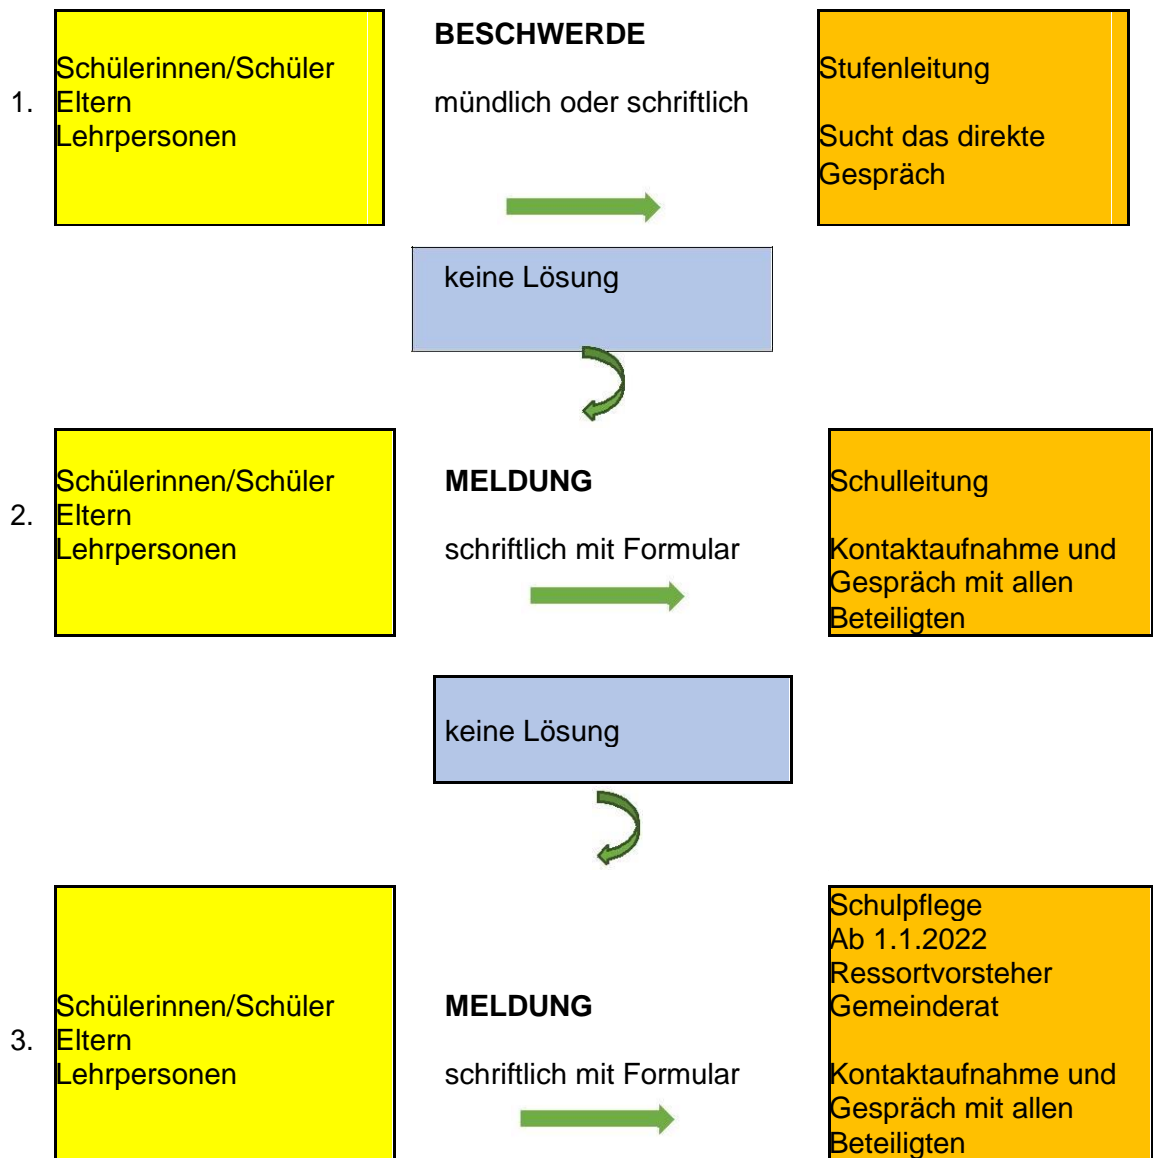 BESCHWERDE
1.
Schülerinnen/Schüler
Eltern
Lehrpersonen
mündlich oder schriftlich
Stufenleitung
Sucht das direkte
Gespräch
keine Lösung
2.
Schülerinnen/Schüler
Eltern
Lehrpersonen
MELDUNG
schriftlich mit Formular
Schulleitung
Kontaktaufnahme und
Gespräch mit allen
Beteiligten
keine Lösung
3.
Schülerinnen/Schüler
Eltern
Lehrpersonen
MELDUNG
schriftlich mit Formular
Schulpflege
Ab 1.1.2022
Ressortvorsteher
Gemeinderat
Kontaktaufnahme und
Gespräch mit allen
Beteiligten